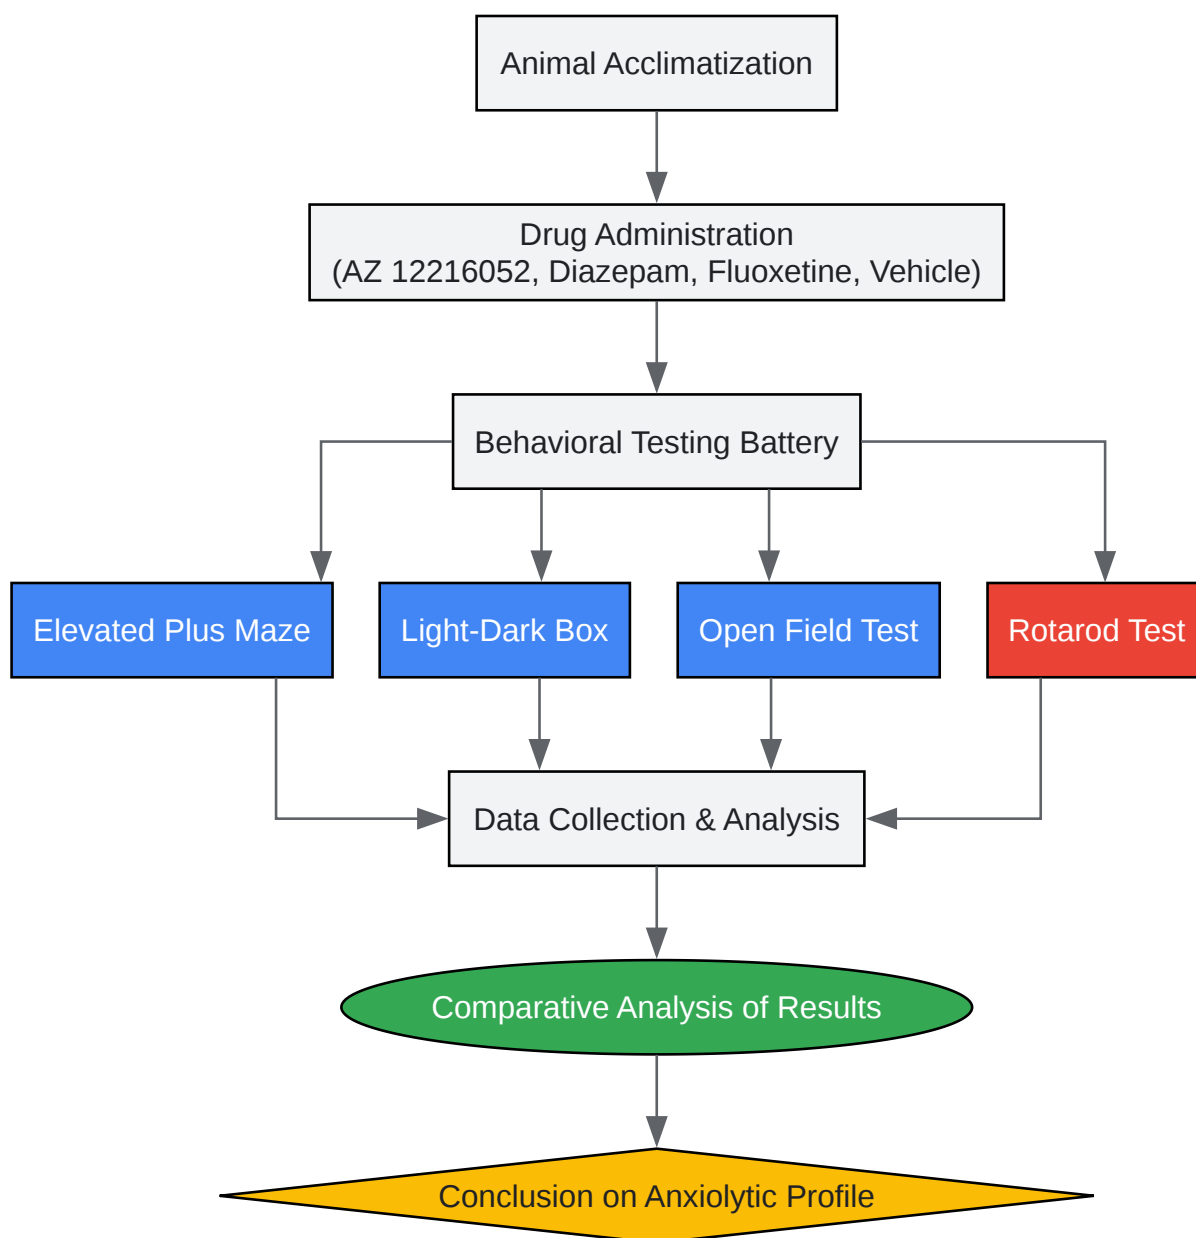 Animal Acclimatization
Drug Administration
(AZ 12216052, Diazepam, Fluoxetine, Vehicle)
Behavioral Testing Battery
Elevated Plus Maze
Light-Dark Box
Open Field Test
Rotarod Test
Data Collection & Analysis
Comparative Analysis of Results
Conclusion on Anxiolytic Profile